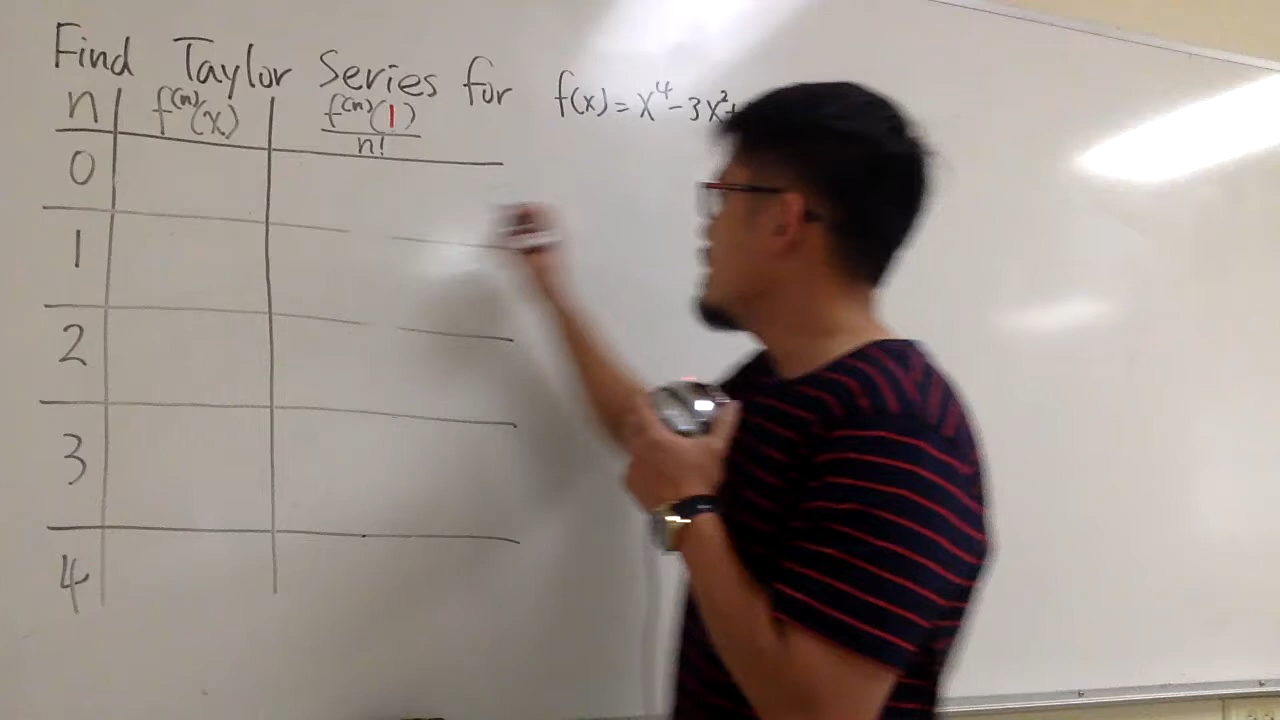 Find Taylor Series for f(x) = x⁴ - 3x² +
n f⁽ⁿ⁾(x) f⁽ⁿ⁾(1)/n!
0
1
2
3
4